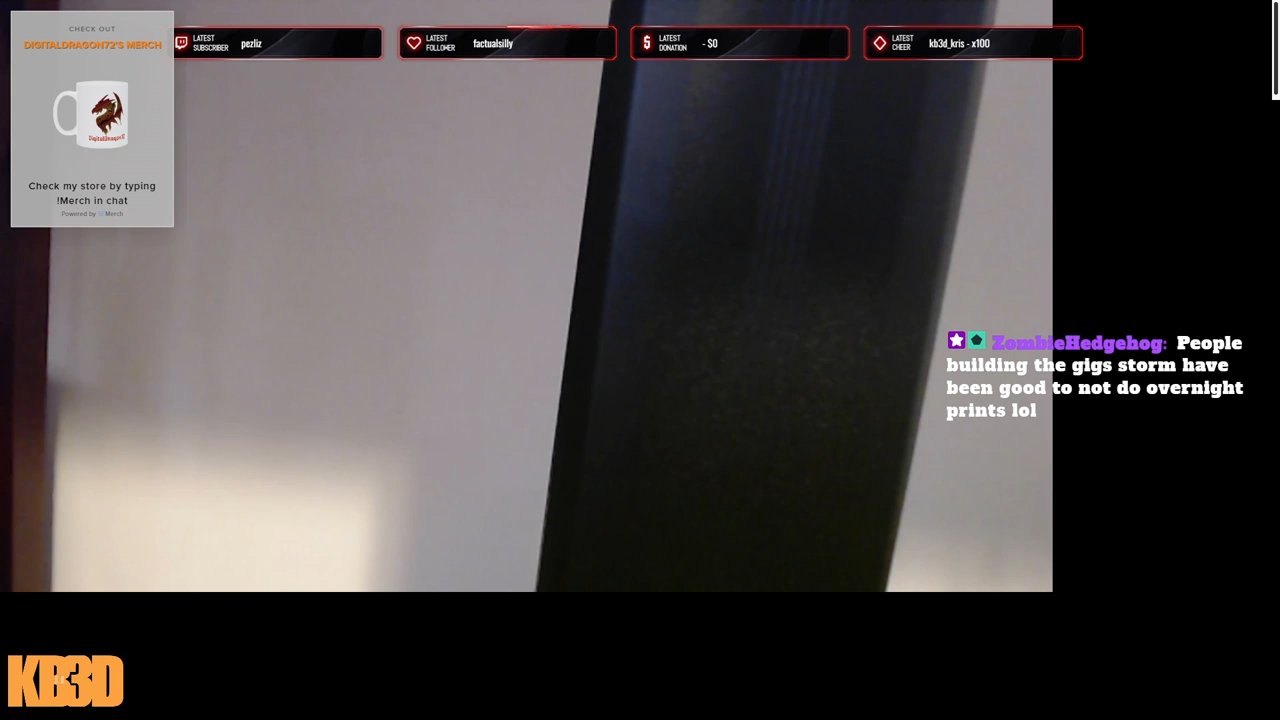 CHECK OUT
DIGITALDRAGON72'S MERCH
DigitalDragon72
Check my store by typing
!Merch in chat
Powered by SEMerch
LATEST
SUBSCRIBER
pezliz
LATEST
FOLLOWER
factualsilly
LATEST
DONATION
- $0
LATEST
CHEER
kb3d_kris - x100
ZombieHedgehog: People
building the gigs storm have
been good to not do overnight
prints lol
KB3D